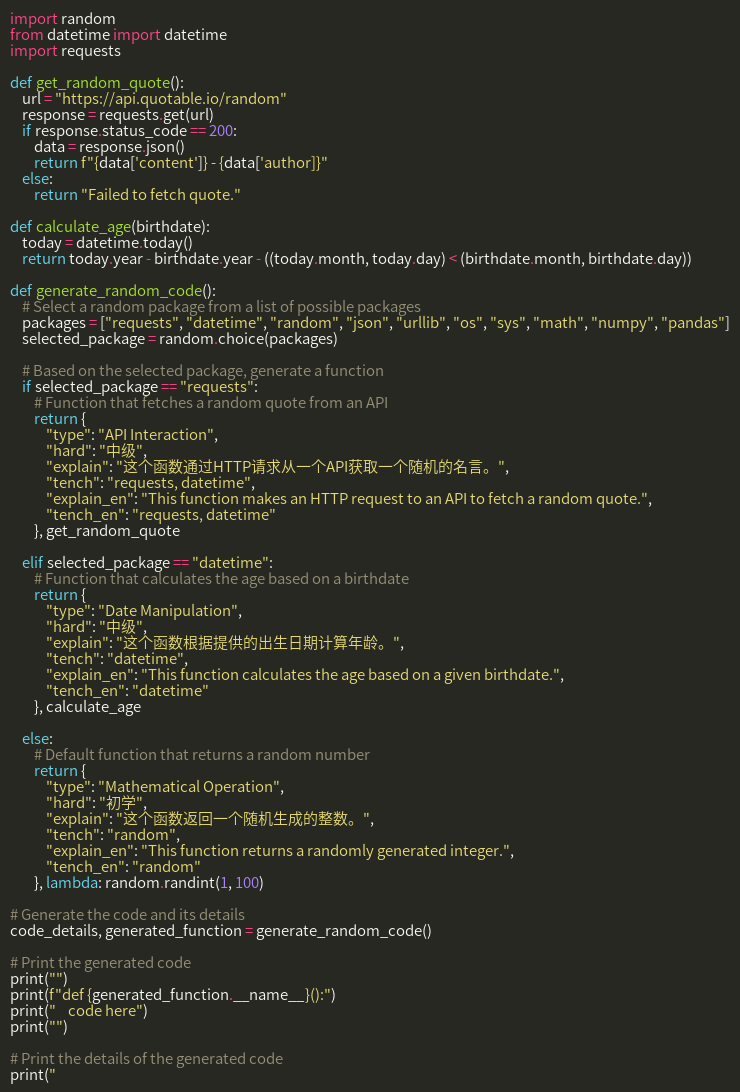 import random
from datetime import datetime
import requests

def get_random_quote():
    url = "https://api.quotable.io/random"
    response = requests.get(url)
    if response.status_code == 200:
        data = response.json()
        return f"{data['content']} - {data['author]}"
    else:
        return "Failed to fetch quote."

def calculate_age(birthdate):
    today = datetime.today()
    return today.year - birthdate.year - ((today.month, today.day) < (birthdate.month, birthdate.day))

def generate_random_code():
    # Select a random package from a list of possible packages
    packages = ["requests", "datetime", "random", "json", "urllib", "os", "sys", "math", "numpy", "pandas"]
    selected_package = random.choice(packages)

    # Based on the selected package, generate a function
    if selected_package == "requests":
        # Function that fetches a random quote from an API
        return {
            "type": "API Interaction",
            "hard": "中级",
            "explain": "这个函数通过HTTP请求从一个API获取一个随机的名言。",
            "tench": "requests, datetime",
            "explain_en": "This function makes an HTTP request to an API to fetch a random quote.",
            "tench_en": "requests, datetime"
        }, get_random_quote

    elif selected_package == "datetime":
        # Function that calculates the age based on a birthdate
        return {
            "type": "Date Manipulation",
            "hard": "中级",
            "explain": "这个函数根据提供的出生日期计算年龄。",
            "tench": "datetime",
            "explain_en": "This function calculates the age based on a given birthdate.",
            "tench_en": "datetime"
        }, calculate_age

    else:
        # Default function that returns a random number
        return {
            "type": "Mathematical Operation",
            "hard": "初学",
            "explain": "这个函数返回一个随机生成的整数。",
            "tench": "random",
            "explain_en": "This function returns a randomly generated integer.",
            "tench_en": "random"
        }, lambda: random.randint(1, 100)

# Generate the code and its details
code_details, generated_function = generate_random_code()

# Print the generated code
print("")
print(f"def {generated_function.__name__}():")
print("    code here")
print("")

# Print the details of the generated code
print("